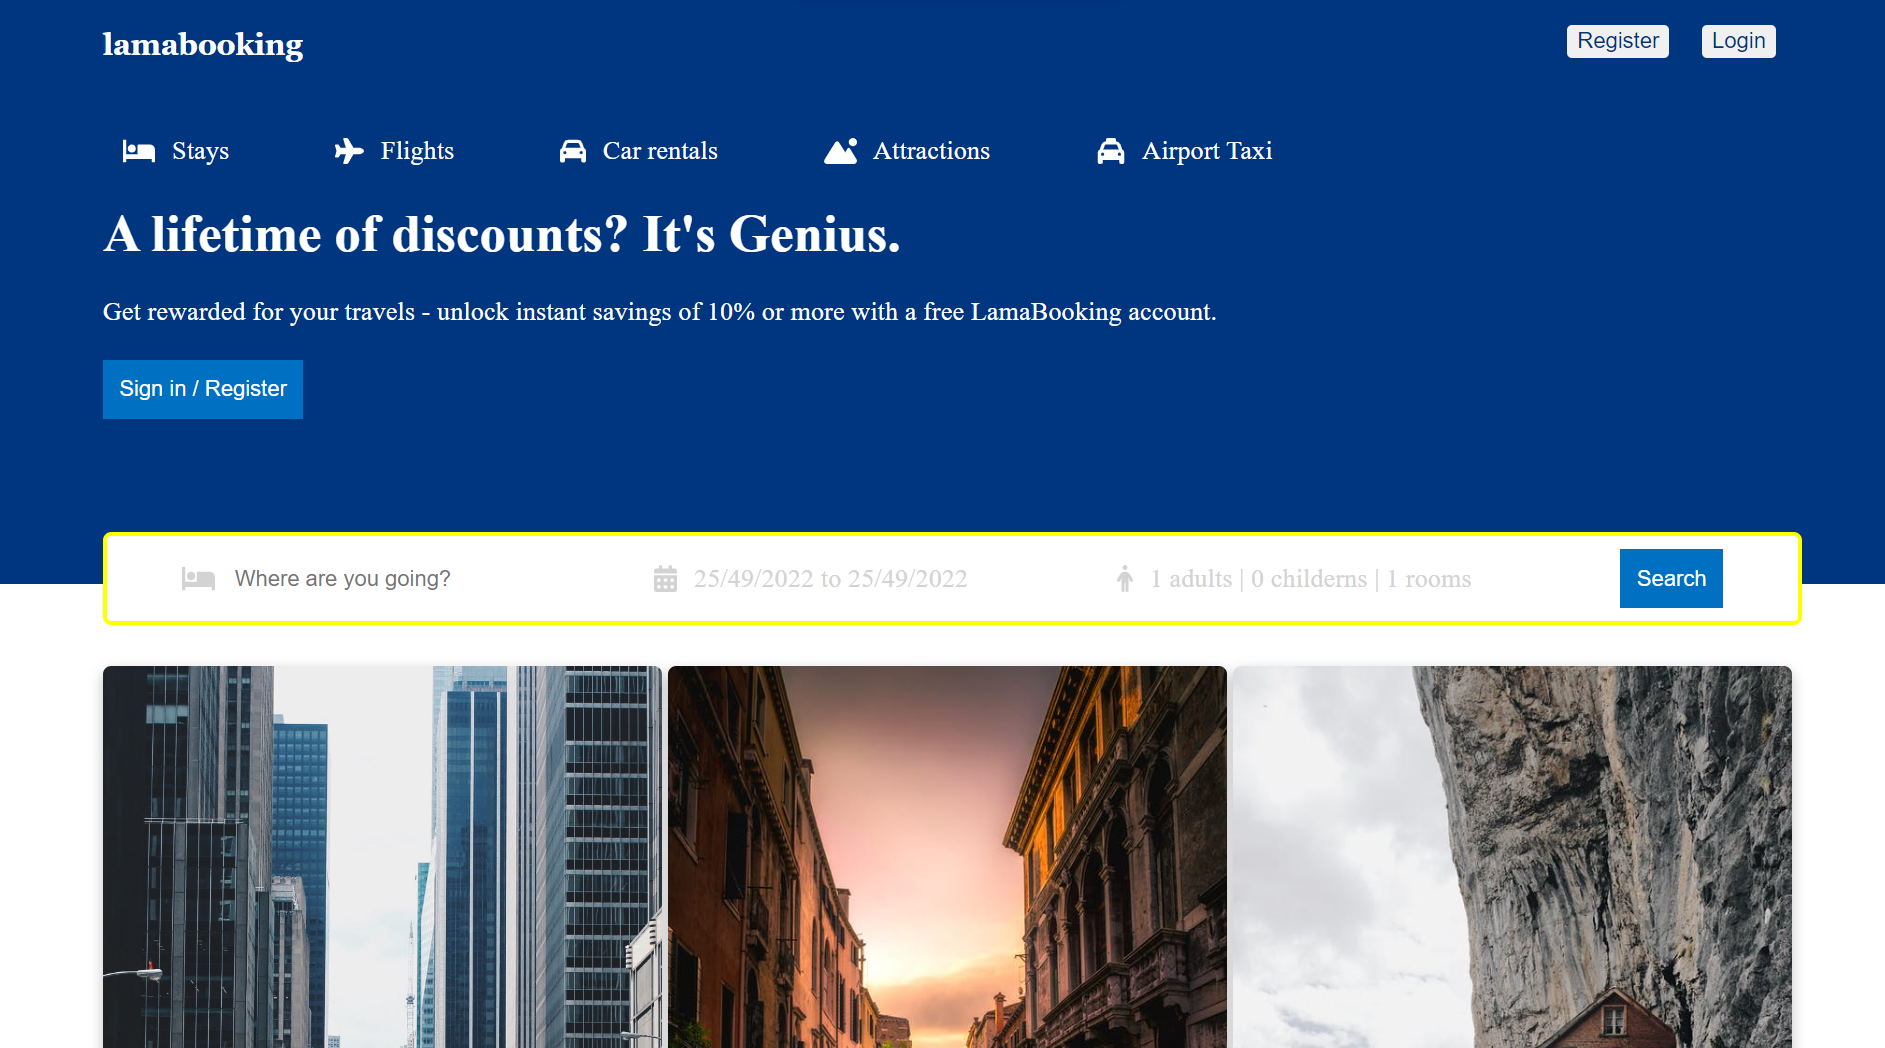 lamabooking
Register
Login
Stays
Flights
Car rentals
Attractions
Airport Taxi
A lifetime of discounts? It's Genius.
Get rewarded for your travels - unlock instant savings of 10% or more with a free LamaBooking account.
Sign in / Register
Where are you going?
25/49/2022 to 25/49/2022
1 adults | 0 childerns | 1 rooms
Search